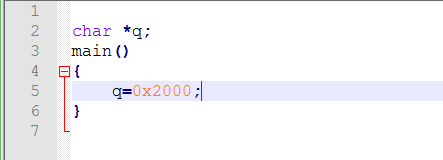 1
2 char *q;
3 main()
4 {
5 q=0x2000;
6 }
7